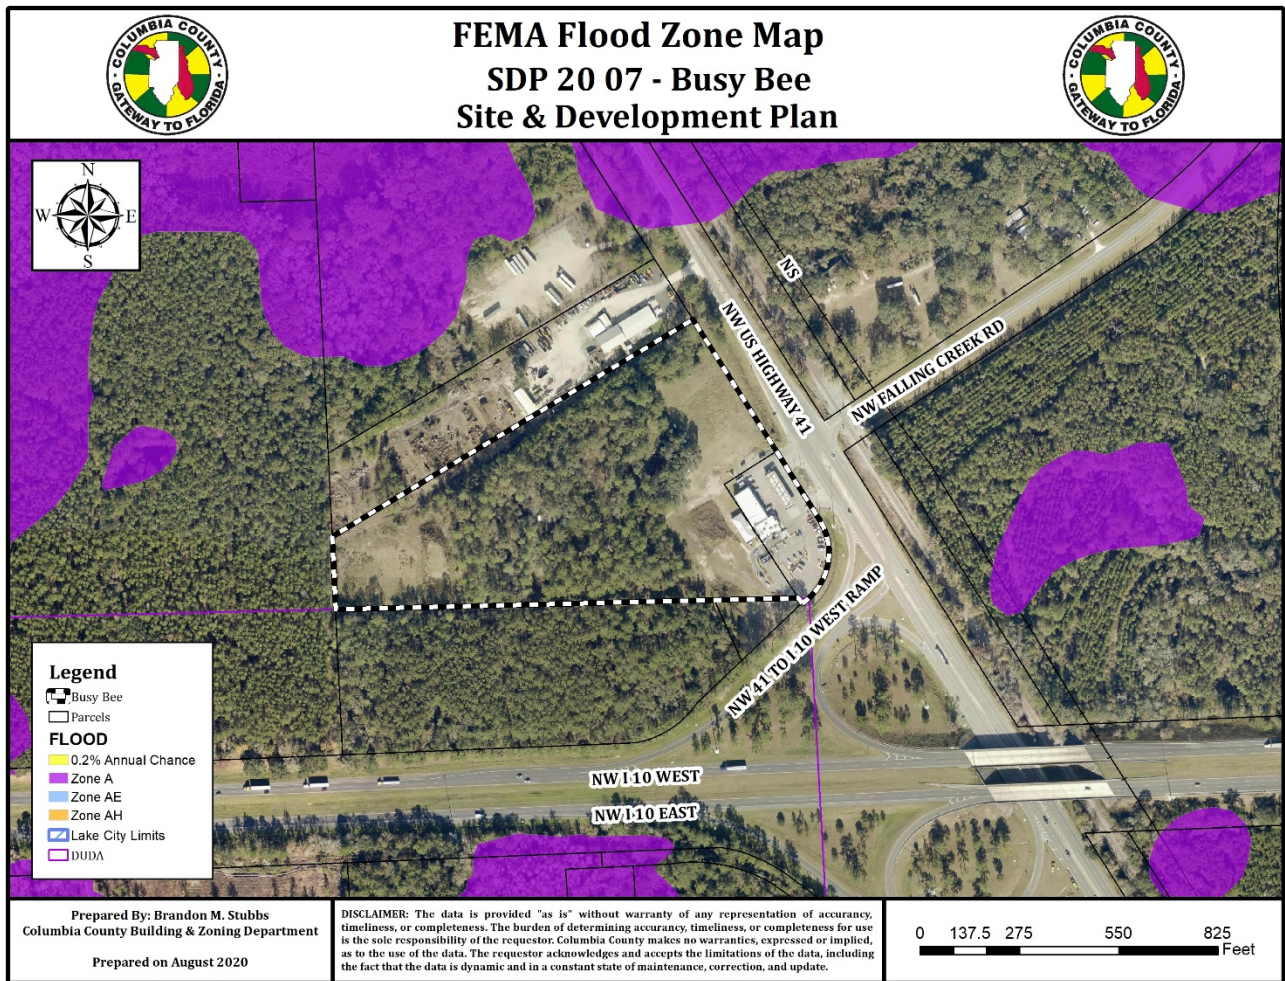 FEMA Flood Zone Map
SDP 20 07 - Busy Bee
Site & Development Plan
COLUMBIA COUNTY
- GATEWAY TO FLORIDA -
COLUMBIA COUNTY
- GATEWAY TO FLORIDA -
N
W
E
S
NS
NW US HIGHWAY 41
NW FALLING CREEK RD
NW 41 TO I 10 WEST RAMP
NW I 10 WEST
NW I 10 EAST
Legend
Busy Bee
Parcels
FLOOD
0.2% Annual Chance
Zone A
Zone AE
Zone AH
Lake City Limits
DUDA
Prepared By: Brandon M. Stubbs
Columbia County Building & Zoning Department
Prepared on August 2020
DISCLAIMER: The data is provided "as is" without warranty of any representation of accurancy,
timeliness, or completeness. The burden of determining accurancy, timeliness, or completeness for use
is the sole responsibility of the requestor. Columbia County makes no warranties, expressed or implied,
as to the use of the data. The requestor acknowledges and accepts the limitations of the data, including
the fact that the data is dynamic and in a constant state of maintenance, correction, and update.
0 137.5 275 550 825
Feet